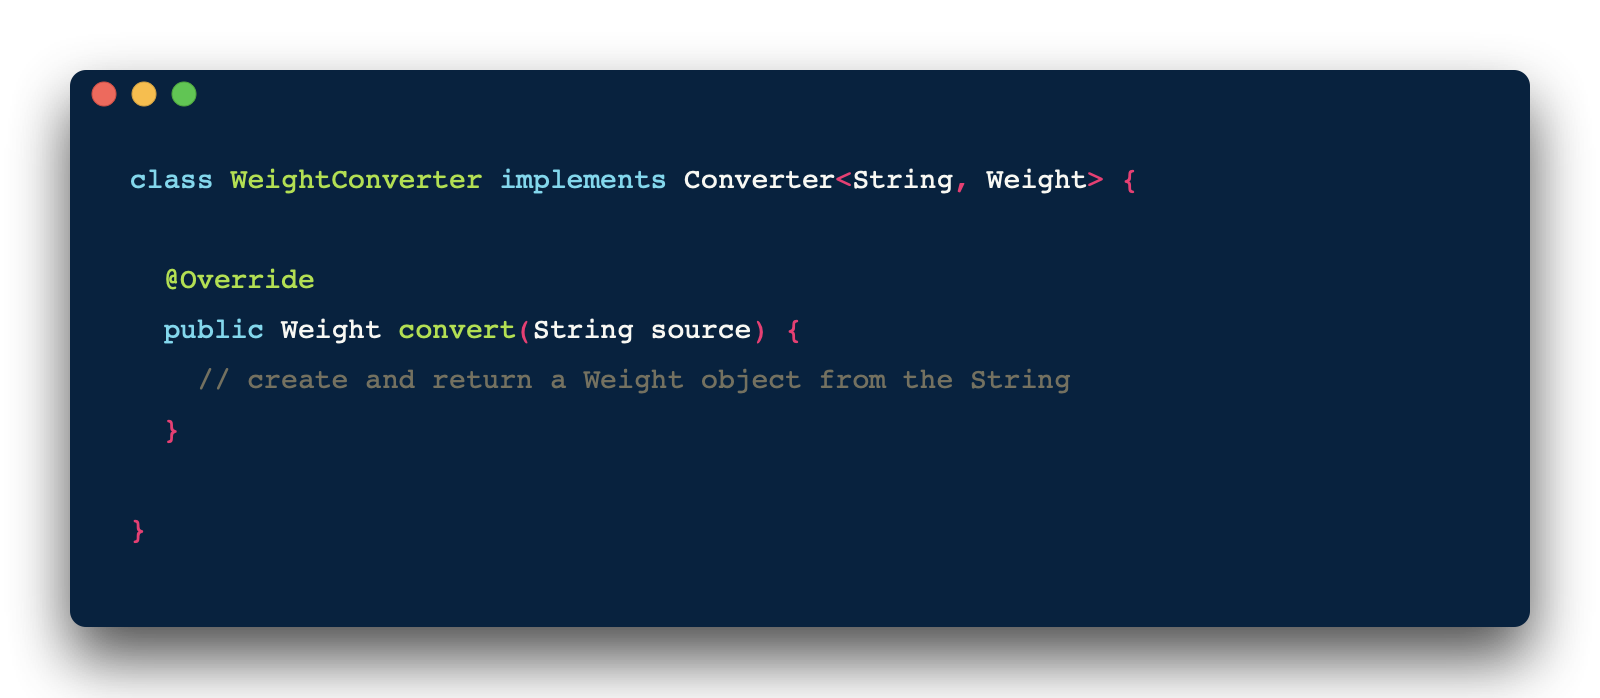 class WeightConverter implements Converter<String, Weight> {
@Override
public Weight convert(String source) {
// create and return a Weight object from the String
}
}